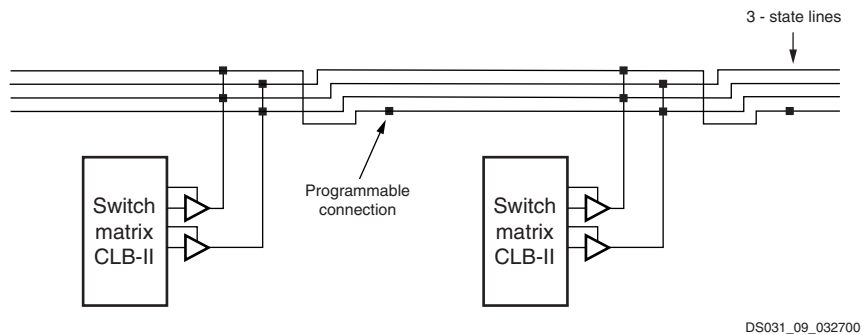 3 - state lines
Programmable
connection
Switch
matrix
CLB-II
Switch
matrix
CLB-II
DS031_09_032700